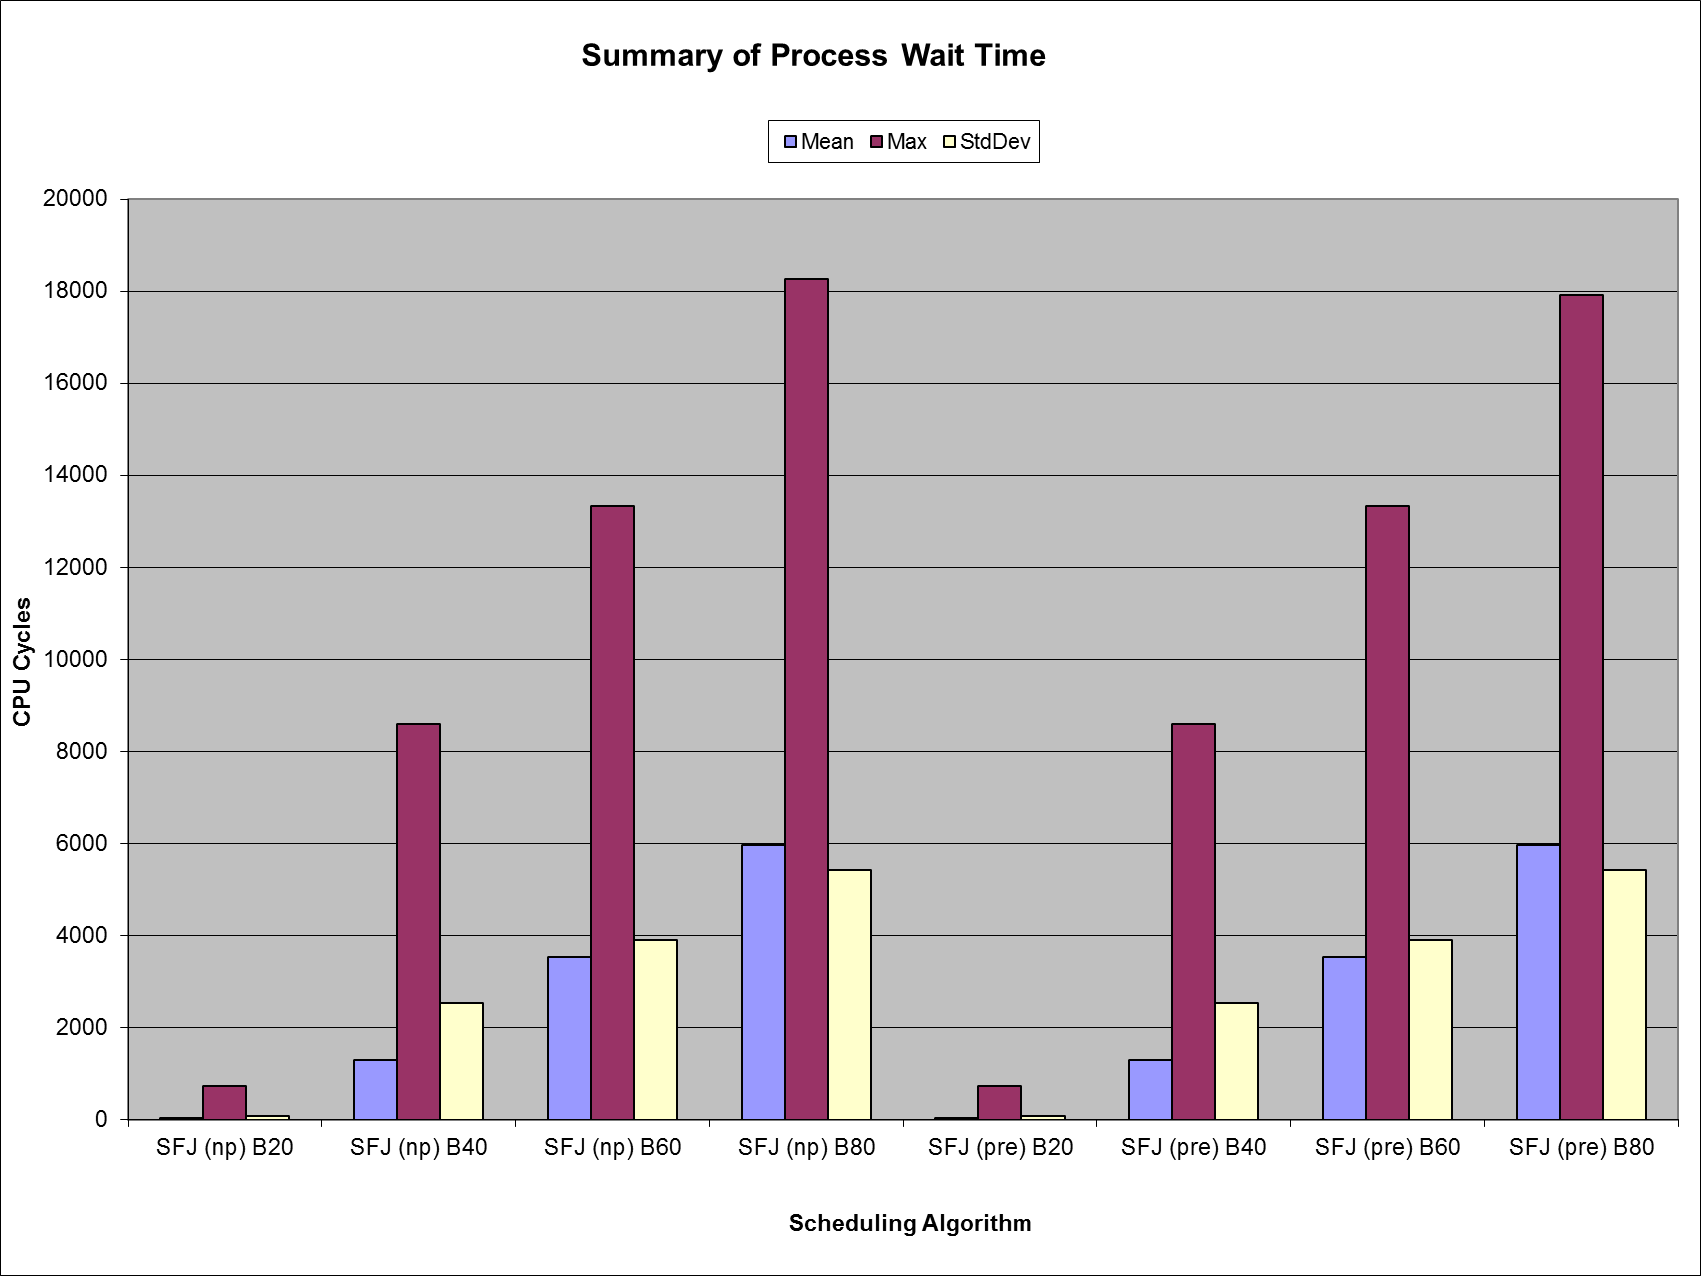 Summary of Process Wait Time
Mean Max StdDev
20000
18000
16000
14000
12000
10000
8000
6000
4000
2000
0
CPU Cycles
SFJ (np) B20 SFJ (np) B40 SFJ (np) B60 SFJ (np) B80 SFJ (pre) B20 SFJ (pre) B40 SFJ (pre) B60 SFJ (pre) B80
Scheduling Algorithm